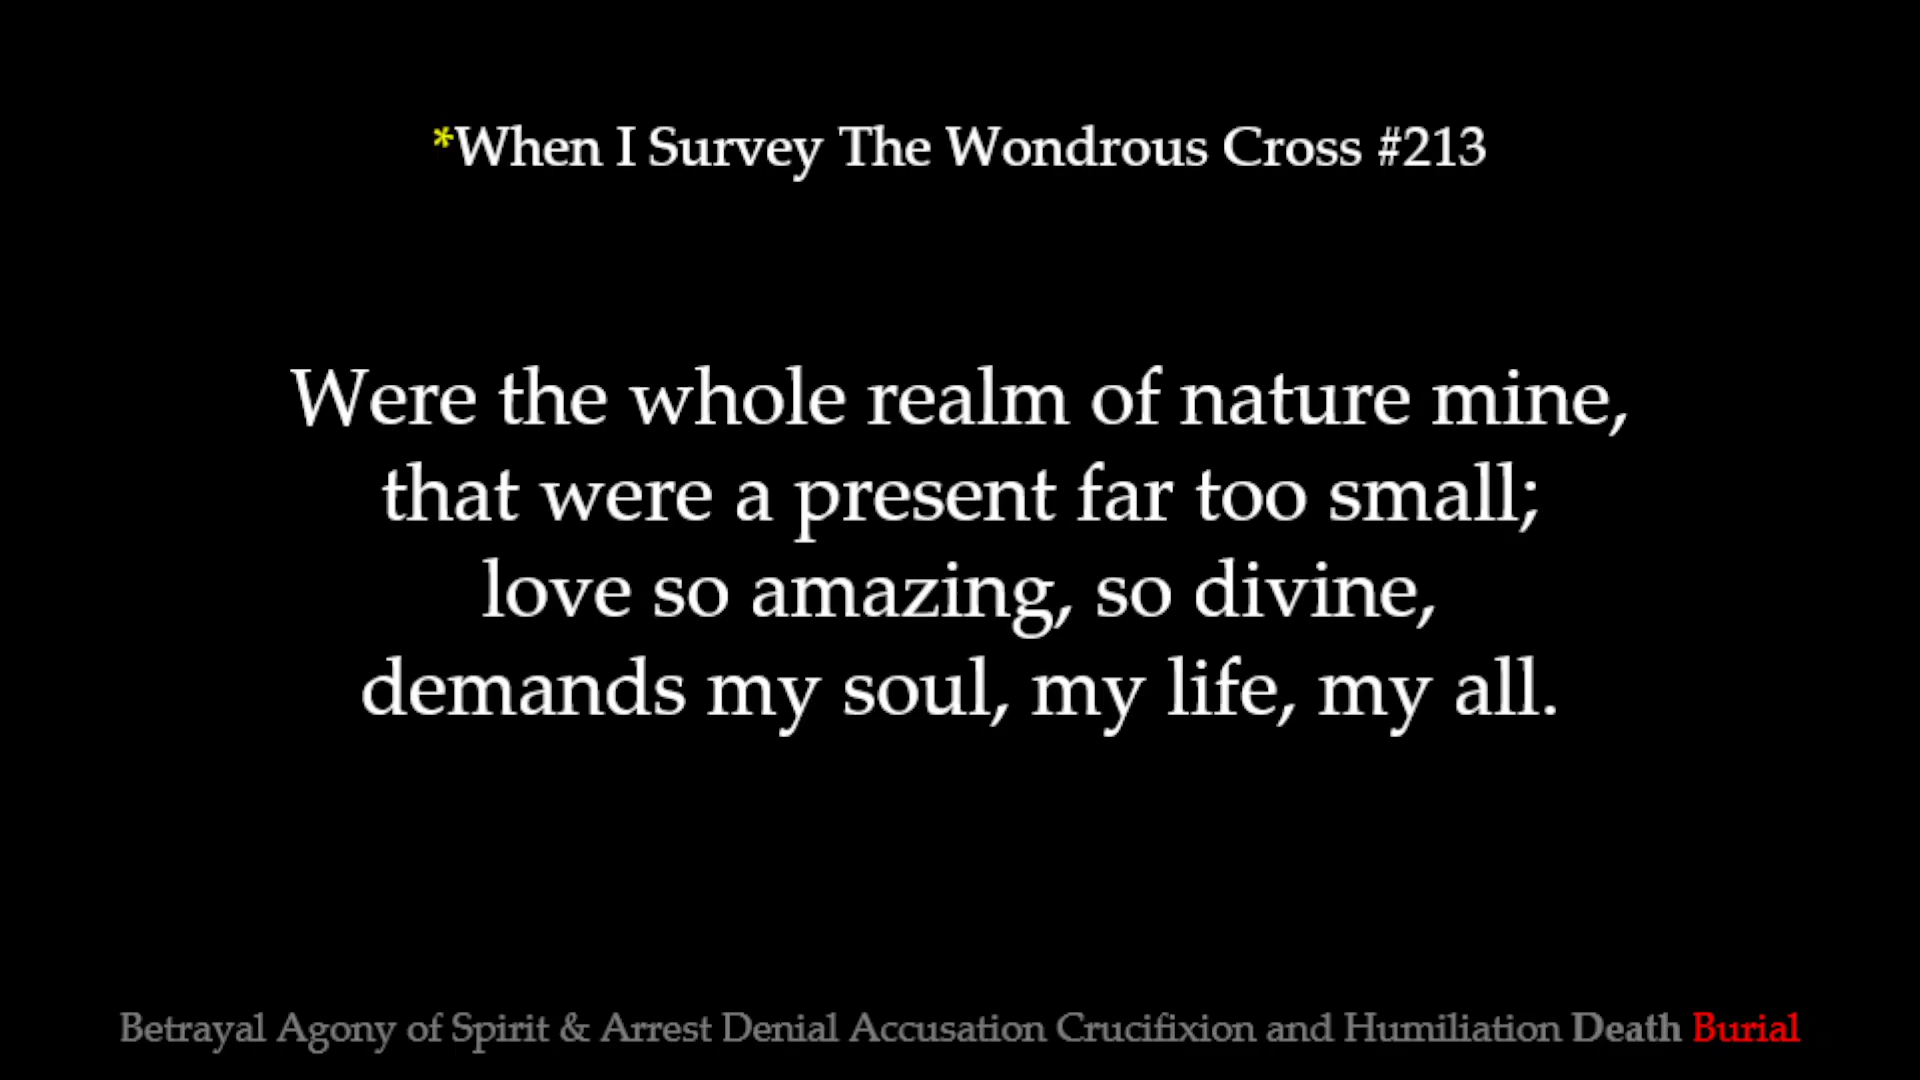 *When I Survey The Wondrous Cross #213
Were the whole realm of nature mine,
that were a present far too small;
love so amazing, so divine,
demands my soul, my life, my all.
Betrayal Agony of Spirit & Arrest Denial Accusation Crucifixion and Humiliation Death Burial